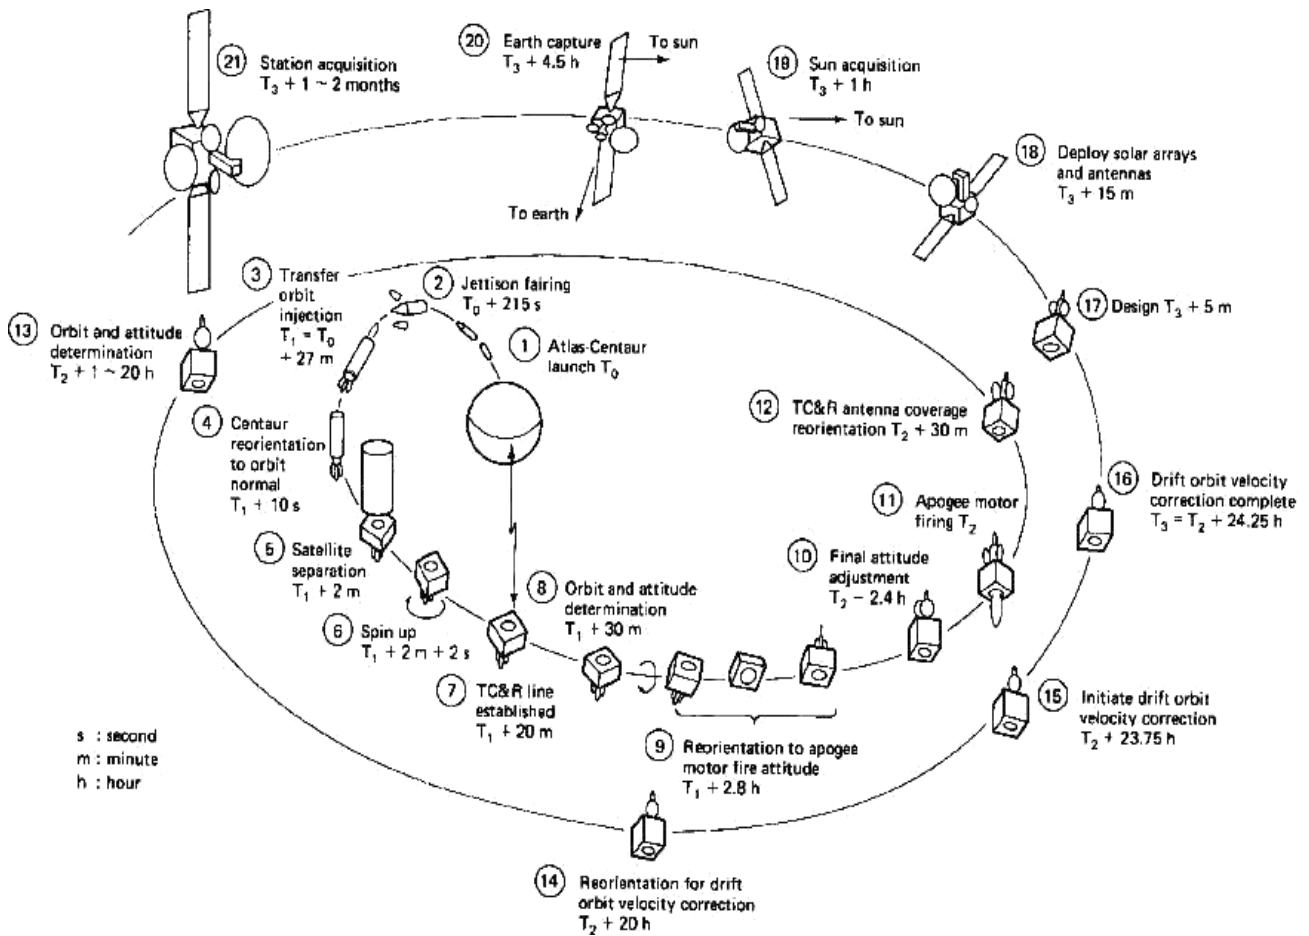 1
Atlas-Centaur
launch T₀
2
Jettison fairing
T₀ + 215 s
3
Transfer
orbit
injection
T₁ = T₀
+ 27 m
4
Centaur
reorientation
to orbit
normal
T₁ + 10 s
5
Satellite
separation
T₁ + 2 m
6
Spin up
T₁ + 2 m + 2 s
7
TC&R line
established
T₁ + 20 m
8
Orbit and attitude
determination
T₁ + 30 m
9
Reorientation to apogee
motor fire attitude
T₁ + 2.8 h
10
Final attitude
adjustment
T₂ − 2.4 h
11
Apogee motor
firing T₂
12
TC&R antenna coverage
reorientation T₂ + 30 m
13
Orbit and attitude
determination
T₂ + 1 ~ 20 h
14
Reorientation for drift
orbit velocity correction
T₂ + 20 h
15
Initiate drift orbit
velocity correction
T₂ + 23.75 h
16
Drift orbit velocity
correction complete
T₃ = T₂ + 24.25 h
17
Design T₃ + 5 m
18
Deploy solar arrays
and antennas
T₃ + 15 m
19
Sun acquisition
T₃ + 1 h
To sun
20
Earth capture
T₃ + 4.5 h
To sun
To earth
21
Station acquisition
T₃ + 1 ~ 2 months
s : second
m : minute
h : hour